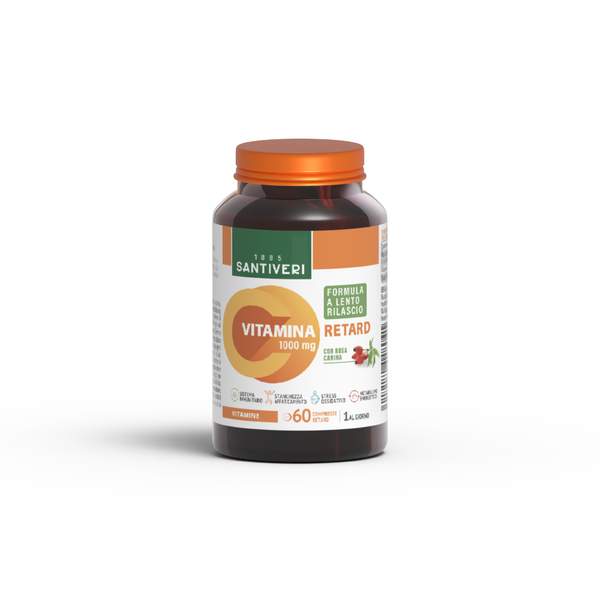 1885
SANTIVERI
FORMULA
A LENTO
RILASCIO
VITAMINA RETARD
1000 mg
CON ROSA
CANINA
SISTEMA
IMMUNITARIO
STANCHEZZA
AFFATICAMENTO
STRESS
OSSIDATIVO
METABOLISMO
ENERGETICO
VITAMINE
60 COMPRESSE
RETARD
1 AL GIORNO